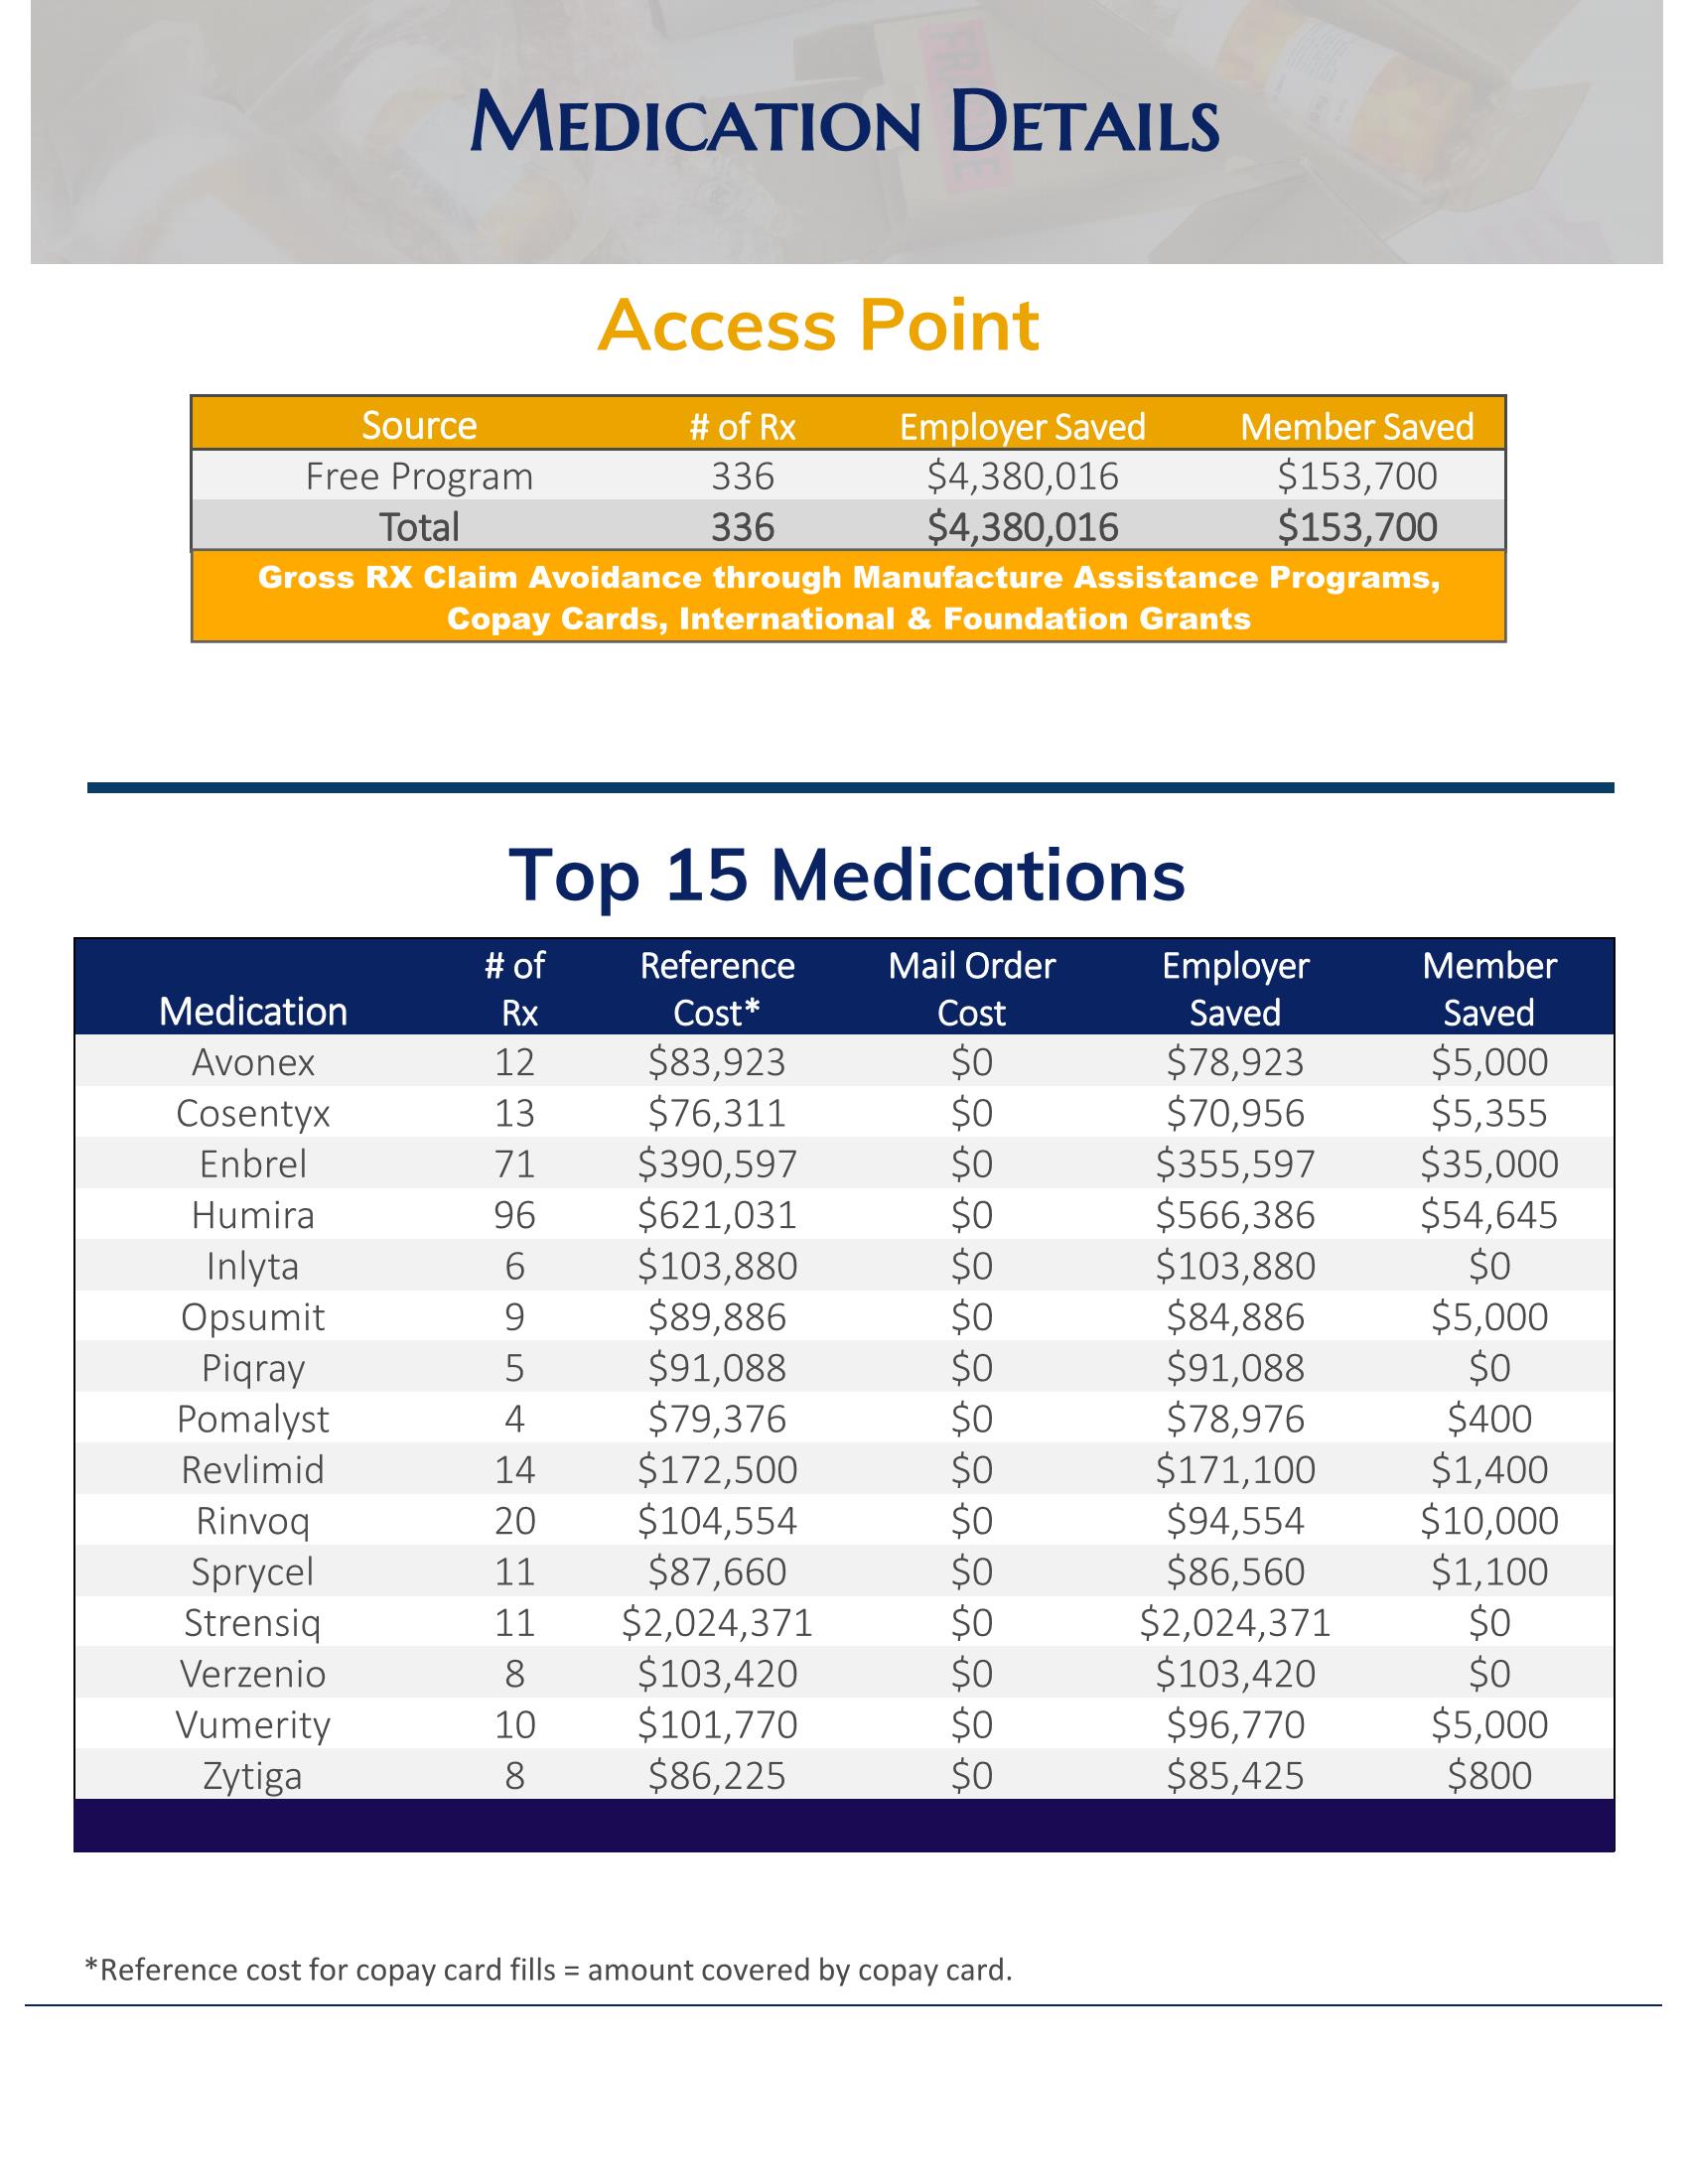 MEDICATION DETAILS
FREE
Access Point
Source # of Rx Employer Saved Member Saved
Free Program 336 $4,380,016 $153,700
Total 336 $4,380,016 $153,700
Gross RX Claim Avoidance through Manufacture Assistance Programs,
Copay Cards, International & Foundation Grants
Top 15 Medications
# of Reference Mail Order Employer Member
Medication Rx Cost* Cost Saved Saved
Avonex 12 $83,923 $0 $78,923 $5,000
Cosentyx 13 $76,311 $0 $70,956 $5,355
Enbrel 71 $390,597 $0 $355,597 $35,000
Humira 96 $621,031 $0 $566,386 $54,645
Inlyta 6 $103,880 $0 $103,880 $0
Opsumit 9 $89,886 $0 $84,886 $5,000
Piqray 5 $91,088 $0 $91,088 $0
Pomalyst 4 $79,376 $0 $78,976 $400
Revlimid 14 $172,500 $0 $171,100 $1,400
Rinvoq 20 $104,554 $0 $94,554 $10,000
Sprycel 11 $87,660 $0 $86,560 $1,100
Strensiq 11 $2,024,371 $0 $2,024,371 $0
Verzenio 8 $103,420 $0 $103,420 $0
Vumerity 10 $101,770 $0 $96,770 $5,000
Zytiga 8 $86,225 $0 $85,425 $800
*Reference cost for copay card fills = amount covered by copay card.